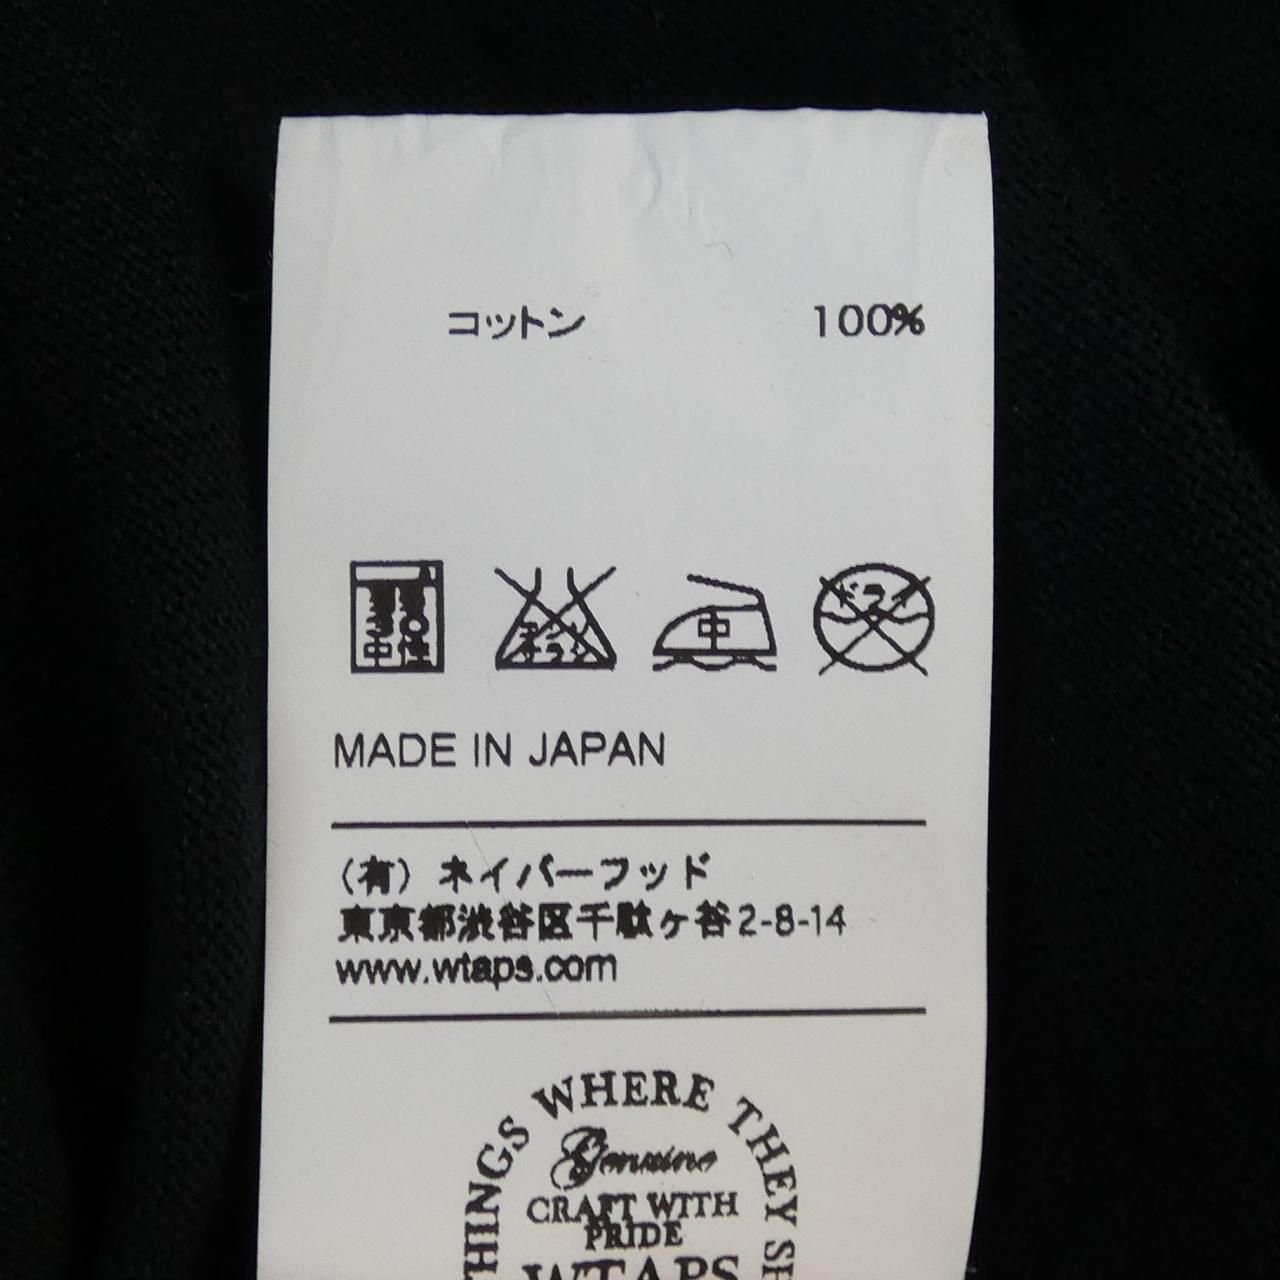 コットン 100%
中
MADE IN JAPAN
(有) ネイバーフッド
東京都渋谷区千駄ヶ谷2-8-14
www.wtaps.com
THINGS WHERE THEY
Genuine
CRAFT WITH
PRIDE
WTAPS